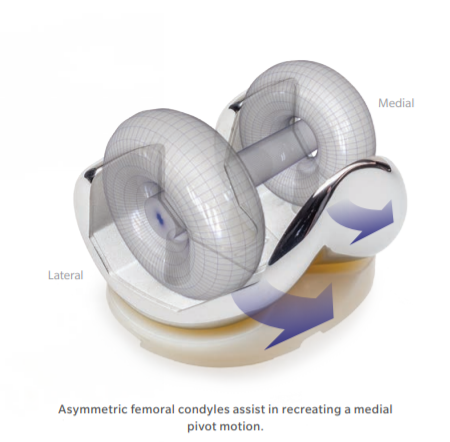 Medial
Lateral
Asymmetric femoral condyles assist in recreating a medial
pivot motion.